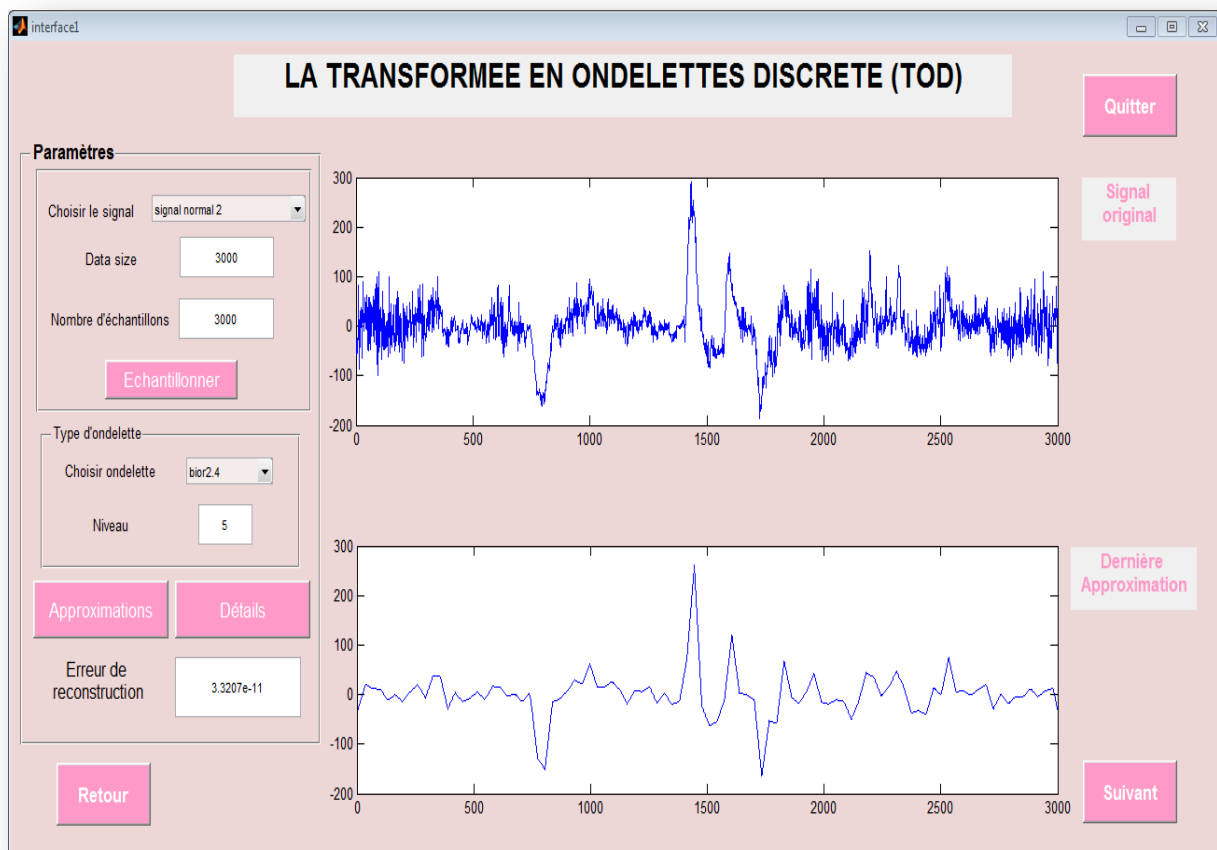 interface1
LA TRANSFORMEE EN ONDELETTES DISCRETE (TOD)
Quitter
Paramètres
Choisir le signal
signal normal 2
Data size
3000
Nombre d'échantillons
3000
Echantillonner
Type d'ondelette
Choisir ondelette
bior2.4
Niveau
5
Approximations
Détails
Erreur de
reconstruction
3.3207e-11
Retour
300
200
100
0
-100
-200
0
500
1000
1500
2000
2500
3000
Signal
original
300
200
100
0
-100
-200
0
500
1000
1500
2000
2500
3000
Dernière
Approximation
Suivant